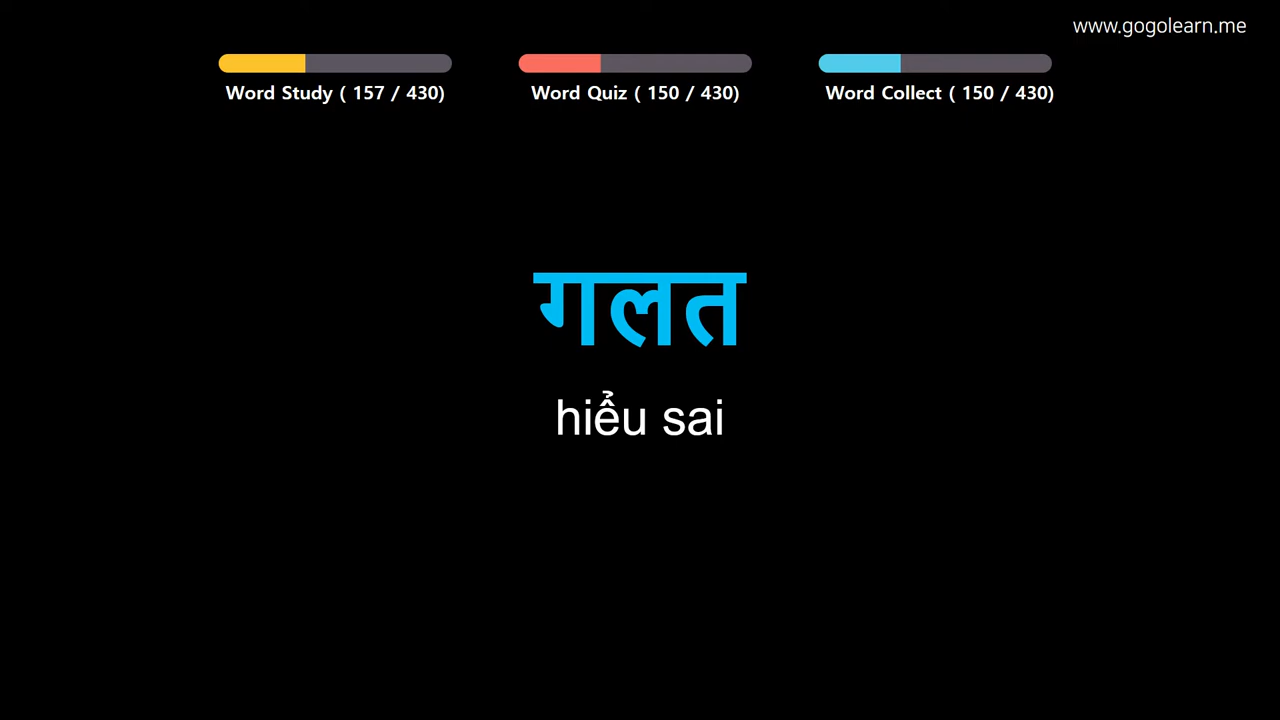 www.gogolearn.me
Word Study ( 157 / 430)
Word Quiz ( 150 / 430)
Word Collect ( 150 / 430)
गलत
hiểu sai